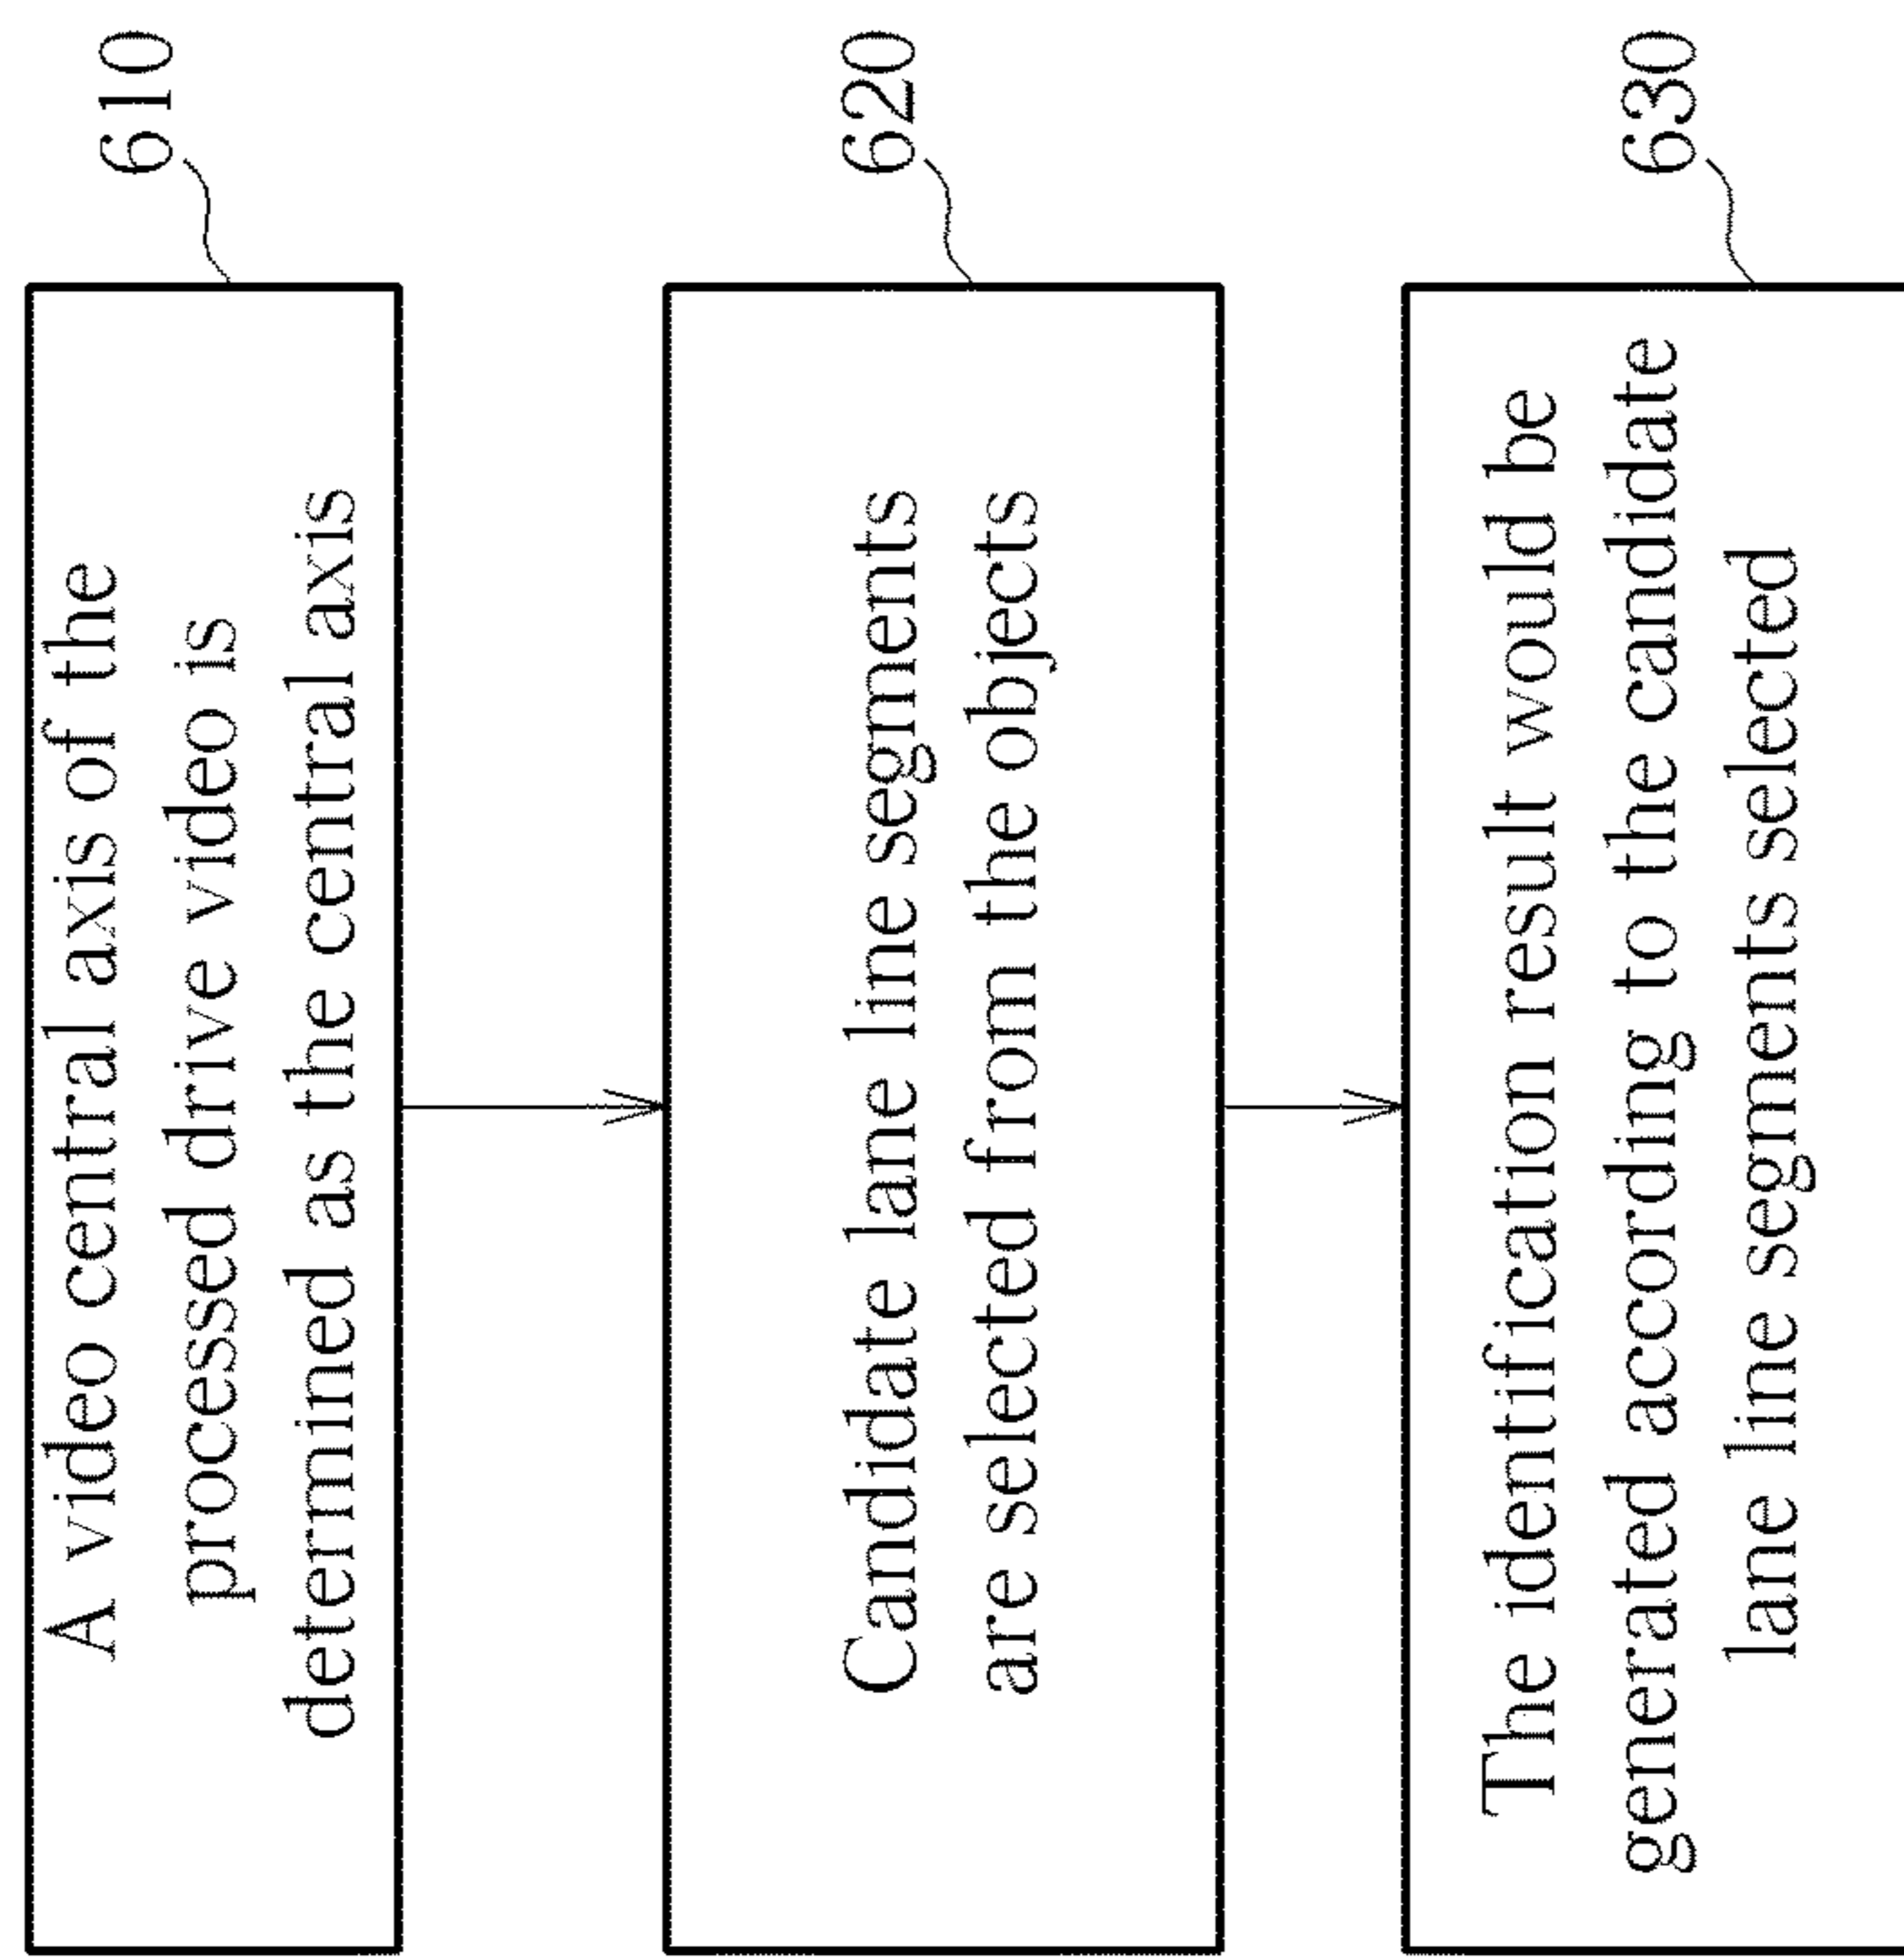 610
A video central axis of the
processed drive video is
determined as the central axis
620
Candidate lane line segments
are selected from the objects
630
The identification result would be
generated according to the candidate
lane line segments selected